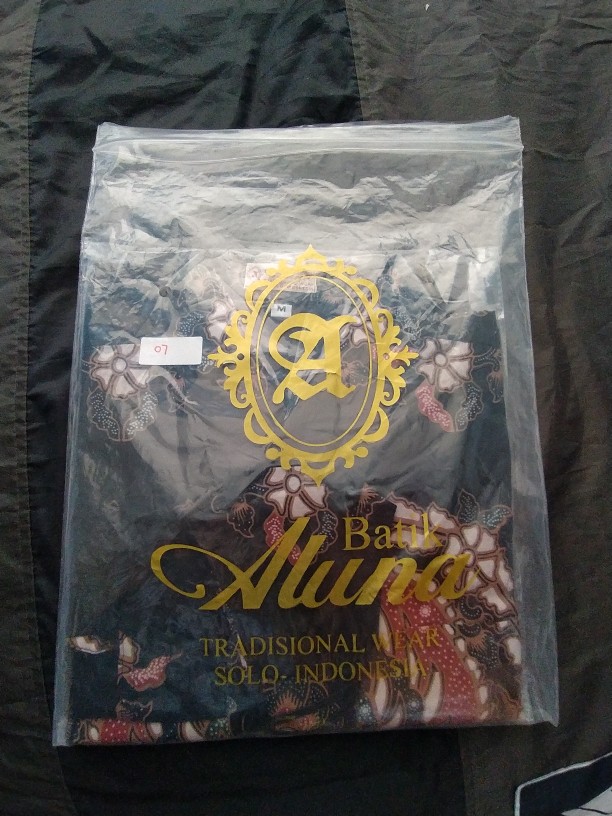 M
07
A
Batik
Aluna
TRADISIONAL WEAR
SOLO- INDONESIA